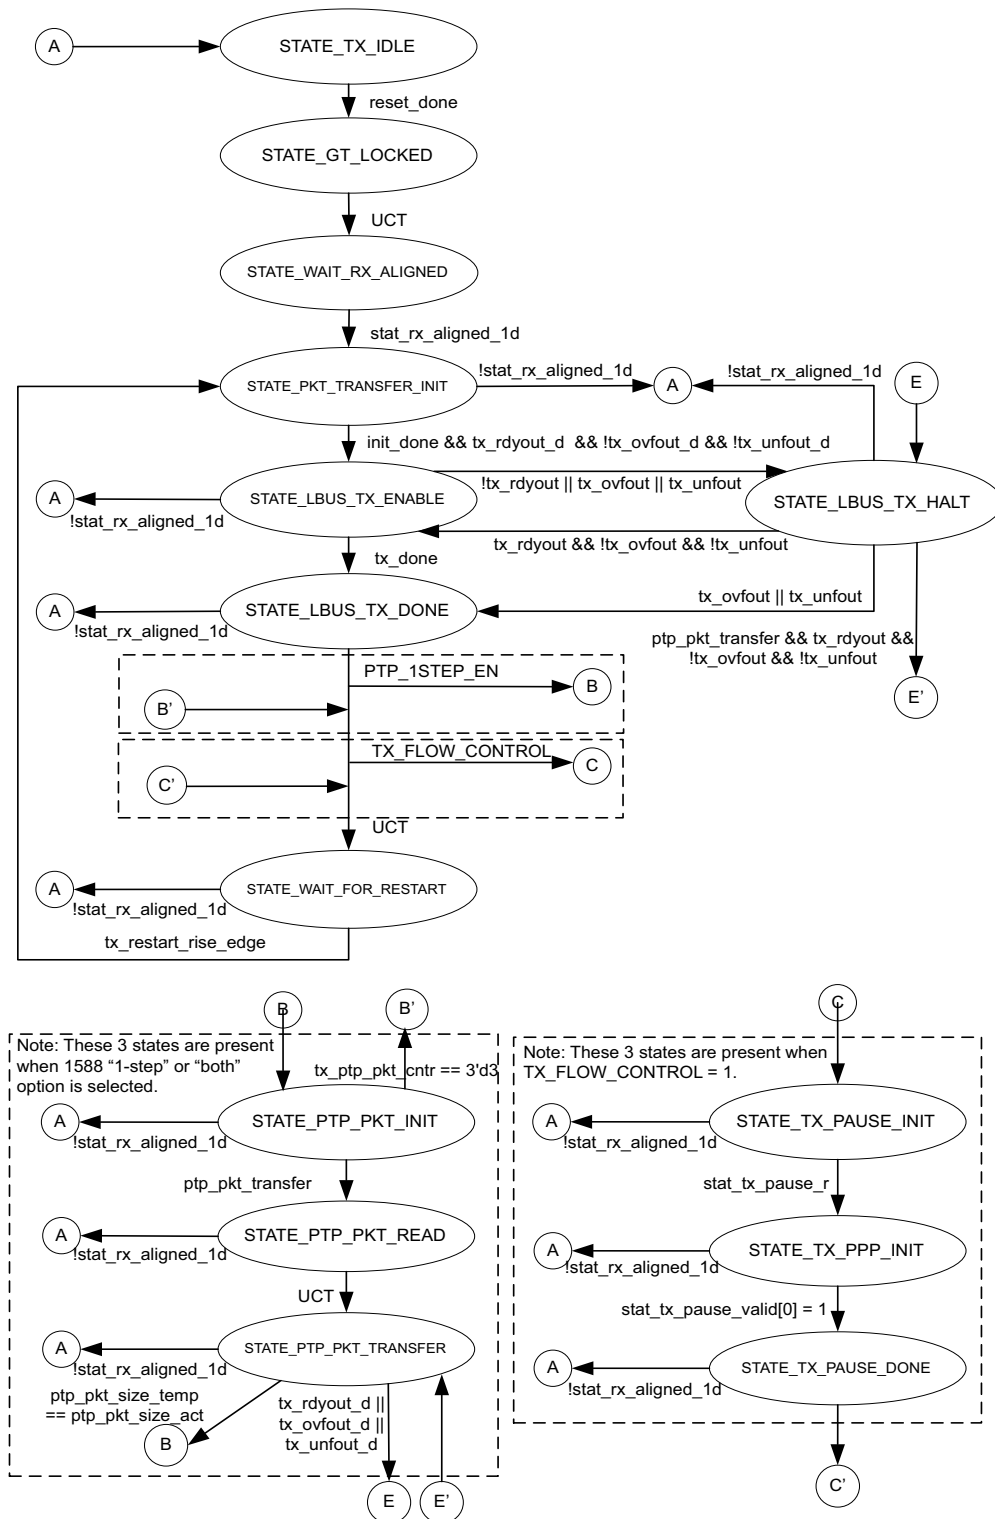 A
STATE_TX_IDLE
reset_done
STATE_GT_LOCKED
UCT
STATE_WAIT_RX_ALIGNED
stat_rx_aligned_1d
STATE_PKT_TRANSFER_INIT
!stat_rx_aligned_1d
A
!stat_rx_aligned_1d
E
init_done && tx_rdyout_d && !tx_ovfout_d && !tx_unfout_d
A
!stat_rx_aligned_1d
STATE_LBUS_TX_ENABLE
!tx_rdyout || tx_ovfout || tx_unfout
STATE_LBUS_TX_HALT
tx_rdyout && !tx_ovfout && !tx_unfout
tx_done
A
!stat_rx_aligned_1d
STATE_LBUS_TX_DONE
tx_ovfout || tx_unfout
ptp_pkt_transfer && tx_rdyout &&
!tx_ovfout && !tx_unfout
E’
PTP_1STEP_EN
B
B’
TX_FLOW_CONTROL
C
C’
UCT
A
!stat_rx_aligned_1d
STATE_WAIT_FOR_RESTART
tx_restart_rise_edge
B
B’
Note: These 3 states are present
when 1588 “1-step” or “both”
option is selected.
tx_ptp_pkt_cntr == 3'd3
A
!stat_rx_aligned_1d
STATE_PTP_PKT_INIT
ptp_pkt_transfer
A
!stat_rx_aligned_1d
STATE_PTP_PKT_READ
UCT
A
!stat_rx_aligned_1d
STATE_PTP_PKT_TRANSFER
ptp_pkt_size_temp
== ptp_pkt_size_act
B
tx_rdyout_d ||
tx_ovfout_d ||
tx_unfout_d
E
E’
C
Note: These 3 states are present when
TX_FLOW_CONTROL = 1.
A
!stat_rx_aligned_1d
STATE_TX_PAUSE_INIT
stat_tx_pause_r
A
!stat_rx_aligned_1d
STATE_TX_PPP_INIT
stat_tx_pause_valid[0] = 1
A
!stat_rx_aligned_1d
STATE_TX_PAUSE_DONE
C’